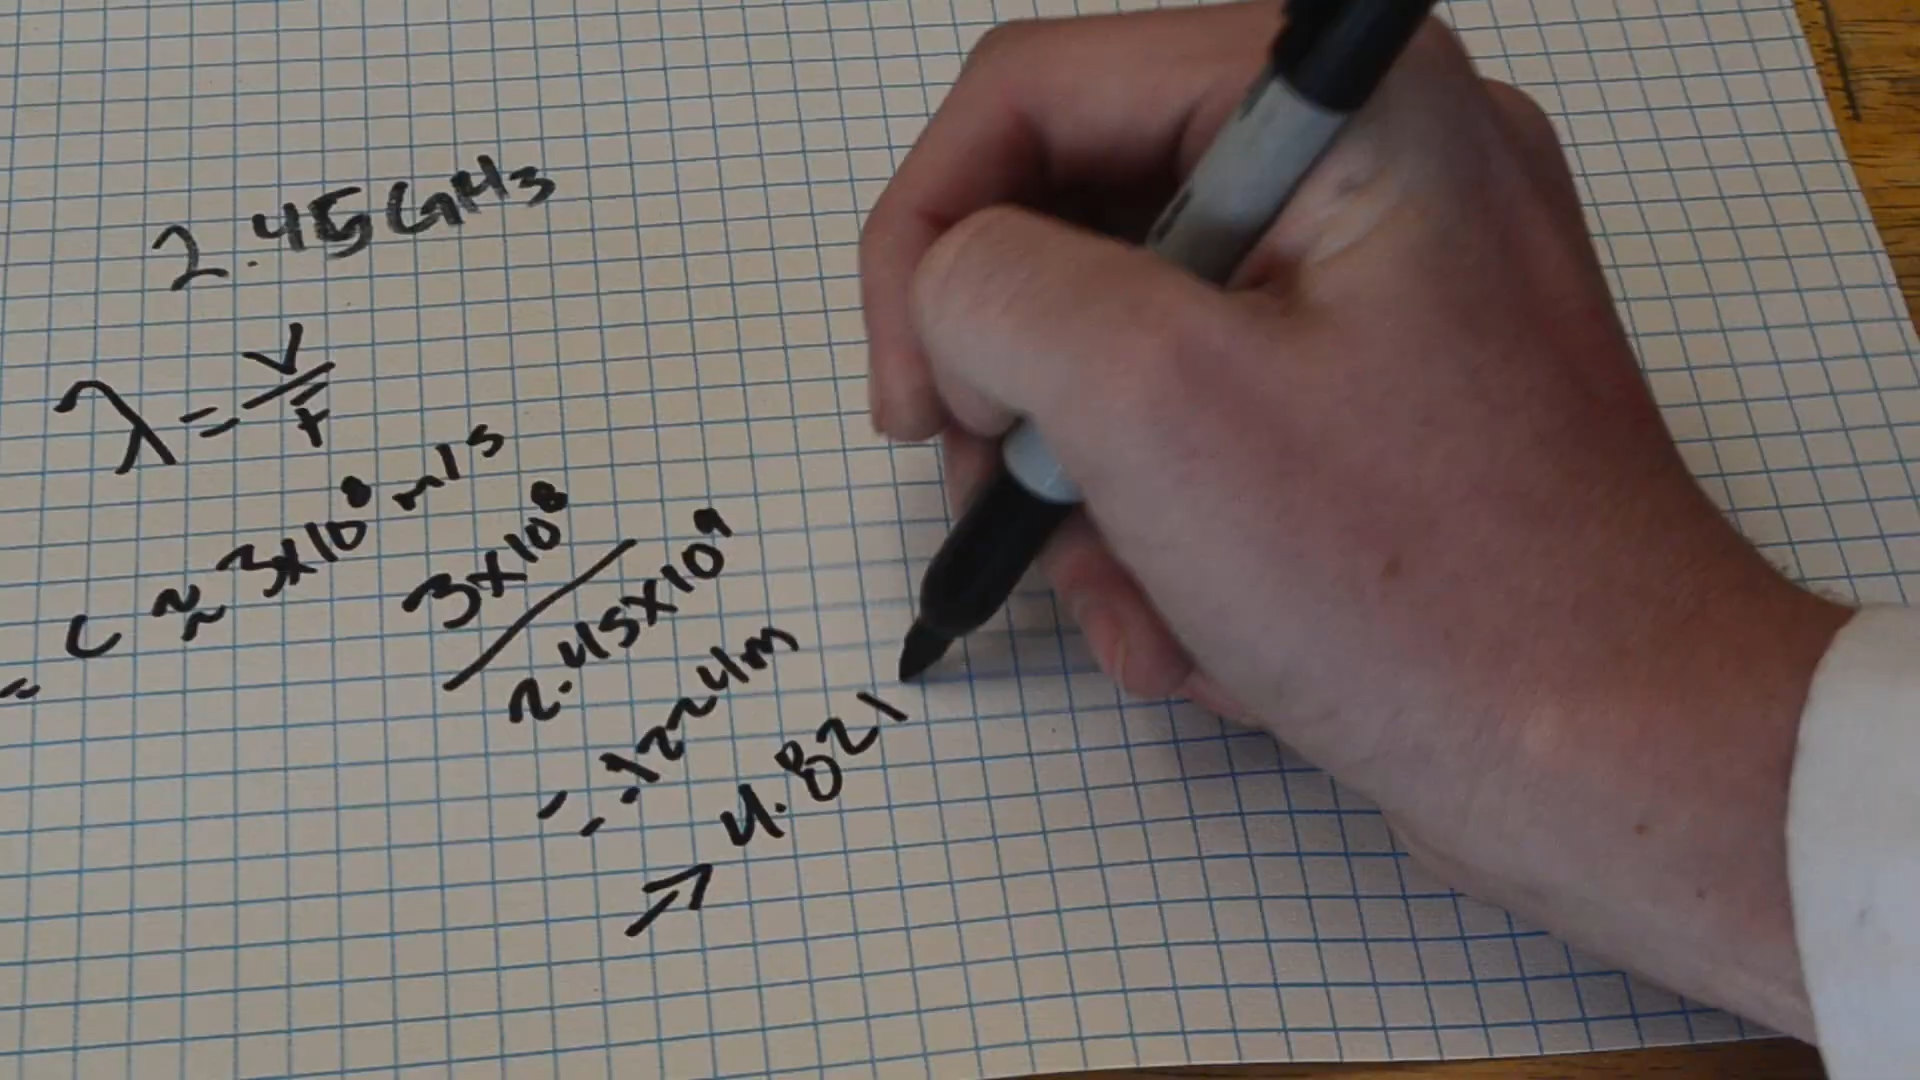 2.45GHz
λ = v/f
= c ≈ 3x10⁸ m/s
3x10⁸
2.45x10⁹
= .1224m
→ 4.821